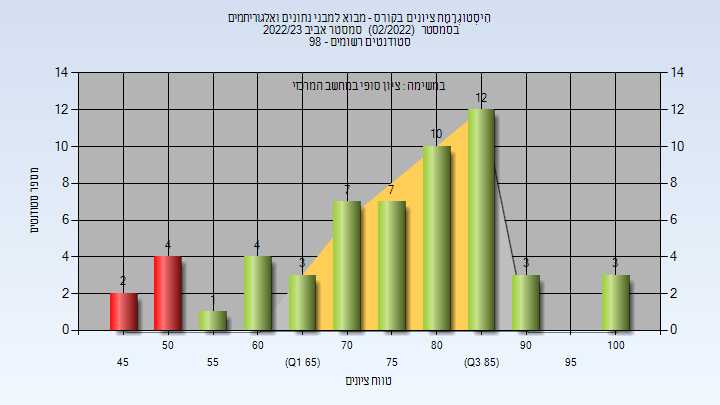 היסטוגרמת ציונים בקורס - מבוא למבני נתונים ואלגוריתמים
בסמסטר (02/2022) סמסטר אביב 2022/23
סטודנטים רשומים - 98
במשימה : ציון סופי במחשב המרכזי
מספר סטודנטים
14 14
12 12
10 10
8 8
6 6
4 4
2 2
0 0
2 4 1 4 3 7 7 10 12 3 3
50 60 70 80 90 100
45 55 (Q1 65) 75 (Q3 85) 95
טווח ציונים